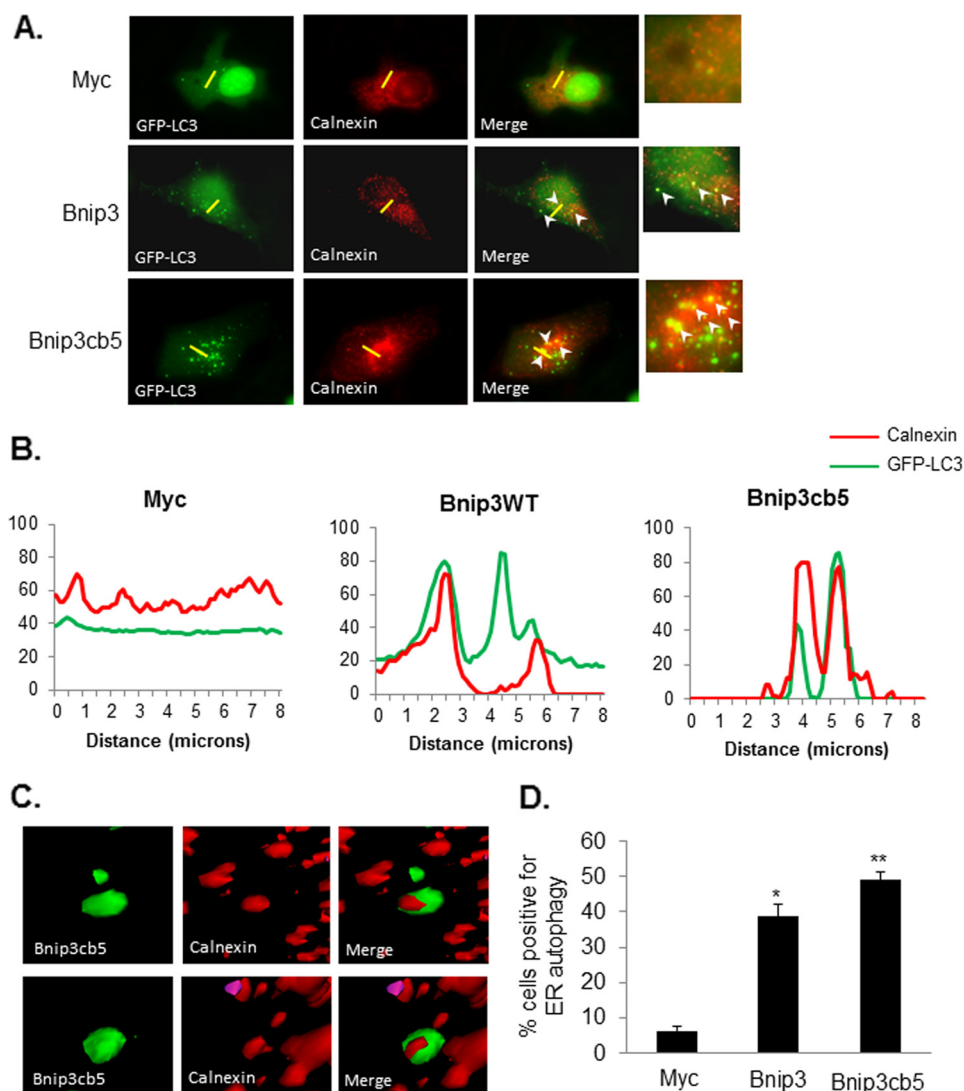 A.
Myc
GFP-LC3
Calnexin
Merge
Bnip3
GFP-LC3
Calnexin
Merge
Bnip3cb5
GFP-LC3
Calnexin
Merge
B.
Calnexin
GFP-LC3
Myc
100
80
60
40
20
0
0 1 2 3 4 5 6 7 8
Distance (microns)
Bnip3WT
100
80
60
40
20
0
0 1 2 3 4 5 6 7 8
Distance (microns)
Bnip3cb5
100
80
60
40
20
0
0 1 2 3 4 5 6 7 8
Distance (microns)
C.
Bnip3cb5
Calnexin
Merge
Bnip3cb5
Calnexin
Merge
D.
% cells positive for
ER autophagy
60
50
40
30
20
10
0
*
**
Myc Bnip3 Bnip3cb5